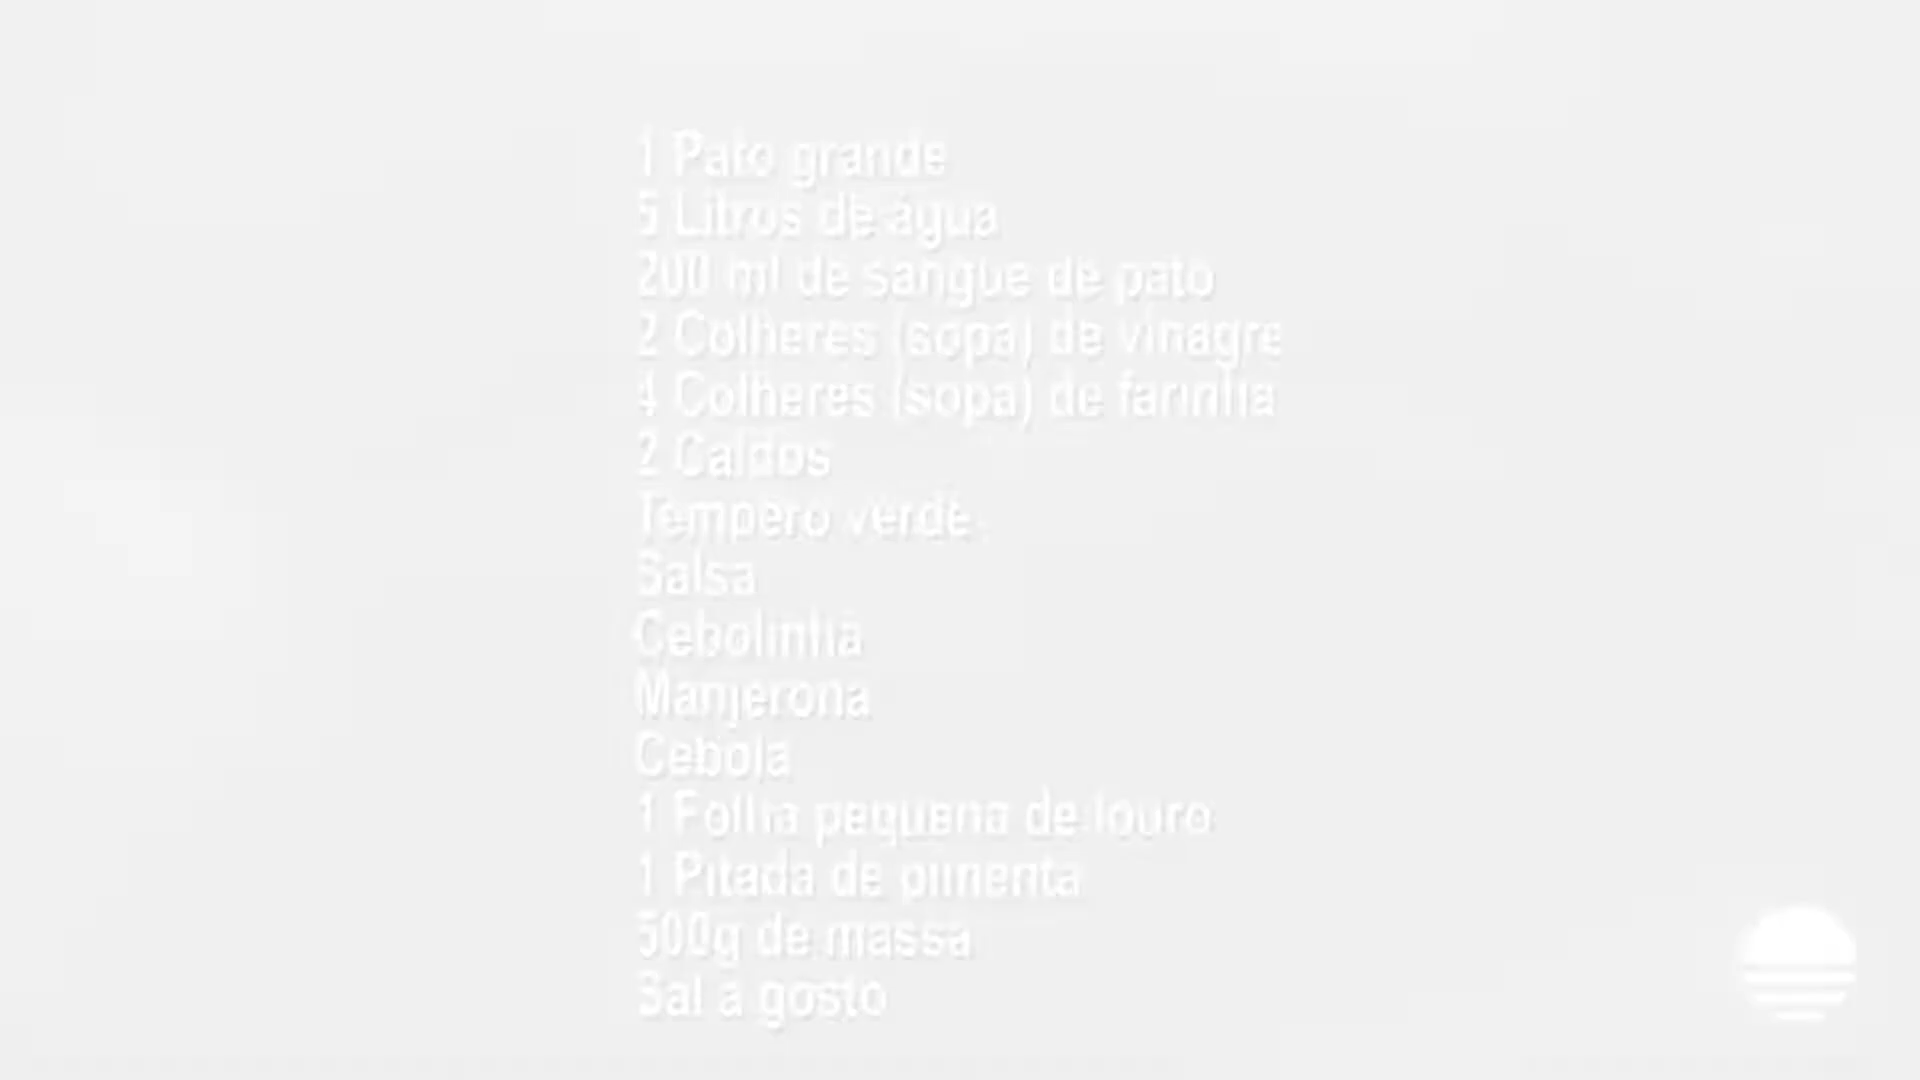 1 Pato grande
5 Litros de água
200 ml de sangue de pato
2 Colheres (sopa) de vinagre
4 Colheres (sopa) de farinha
2 Caldos
Tempero verde
Salsa
Cebolinha
Manjerona
Cebola
1 Folha pequena de louro
1 Pitada de pimenta
500g de massa
Sal a gosto